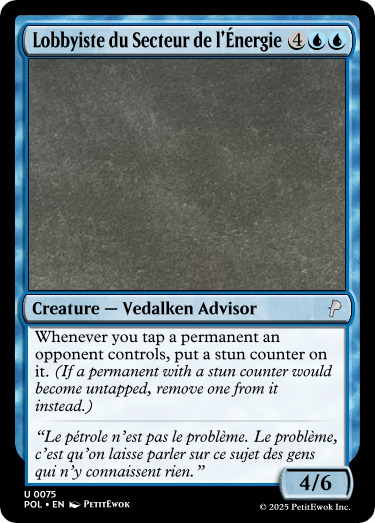 Lobbyiste du Secteur de l'Énergie 4
Creature — Vedalken Advisor
Whenever you tap a permanent an
opponent controls, put a stun counter on
it. (If a permanent with a stun counter would
become untapped, remove one from it
instead.)
“Le pétrole n'est pas le problème. Le problème,
c'est qu'on laisse parler sur ce sujet des gens
qui n'y connaissent rien.”
4/6
U 0075
POL • EN PetitEwok
© 2025 PetitEwok Inc.